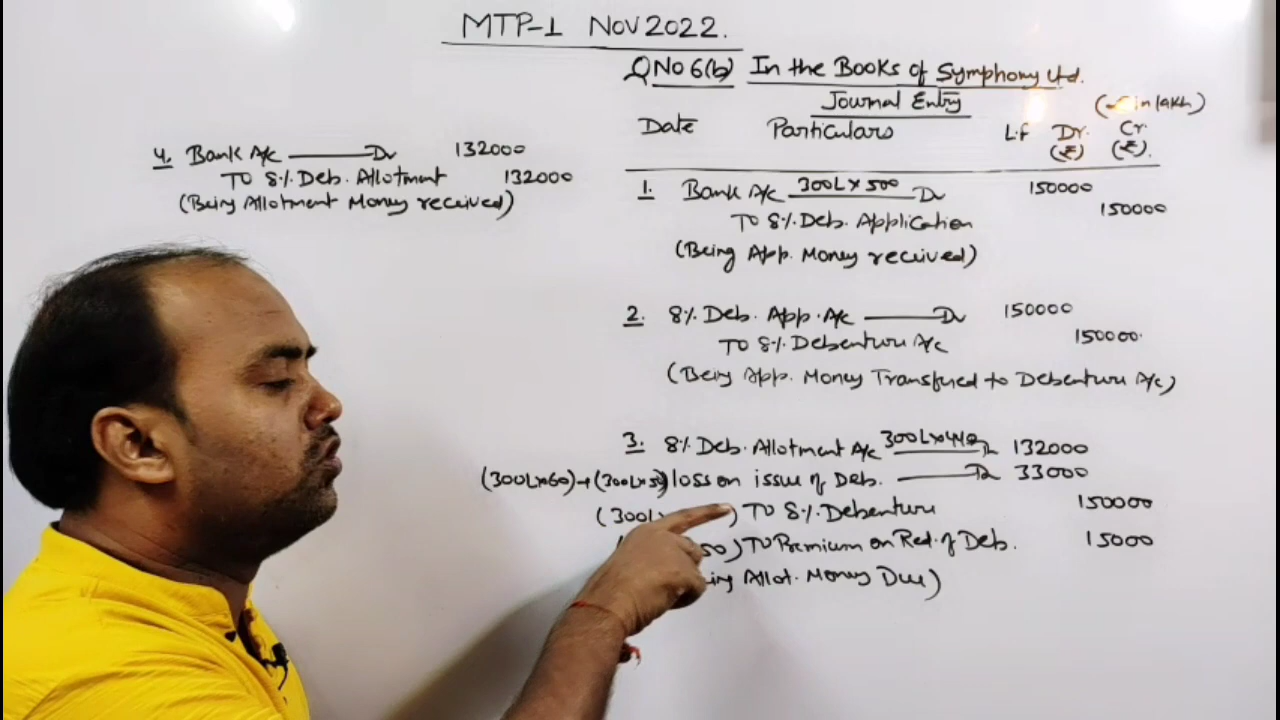 MTP-1 NOV 2022.
Q No 6(b) In the Books of Symphony Ltd.
Journal Entry
(in lakh)
Date Particulars L.F Dr. (₹) Cr. (₹).
1. Bank A/c 300L×500 Dr 150000
To 8% Deb. Application 150000
(Being App. Money received)
2. 8% Deb. App. A/c Dr 150000
To 8% Debenture A/c 150000
(Being App. Money Transfered to Debenture A/c)
3. 8% Deb. Allotment A/c 300L×440 Dr 132000
(300L×60)+(300L×50) loss on issue of Deb. Dr 33000
(300L ) To 8% Debenture 150000
50) To Premium on Red. of Deb. 15000
Allot. Money Due)
4. Bank A/c Dr 132000
To 8% Deb. Allotment 132000
(Being Allotment Money received)